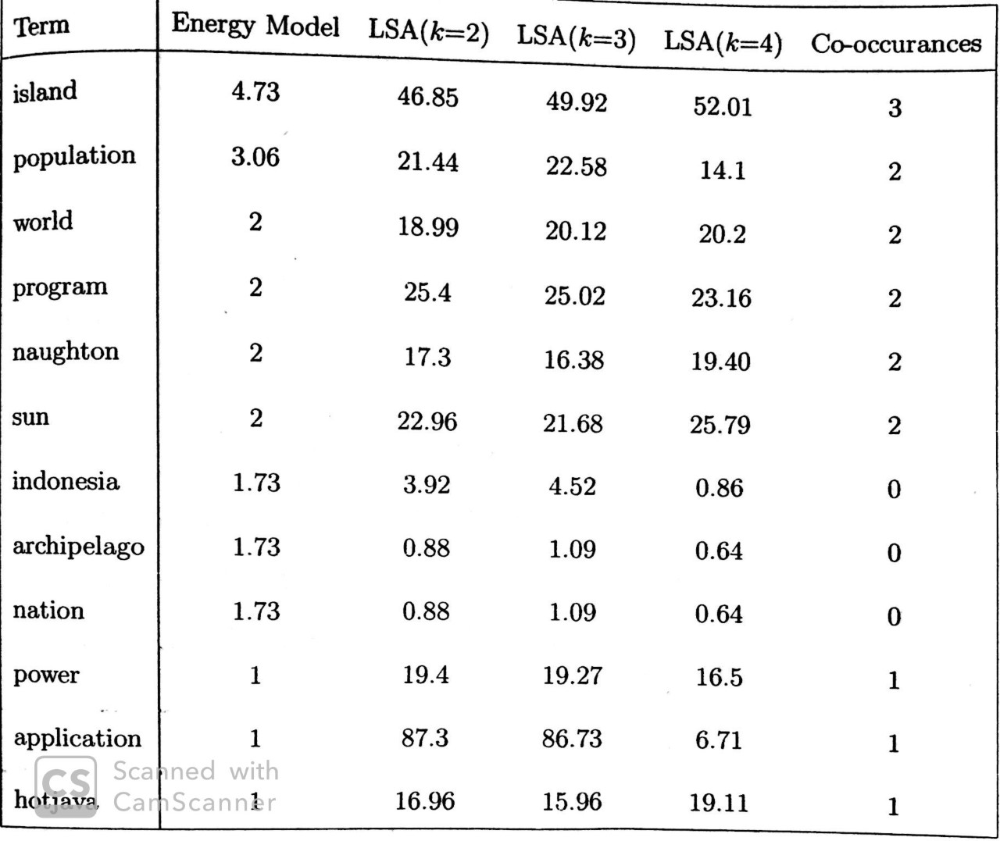 Term Energy Model LSA(k=2) LSA(k=3) LSA(k=4) Co-occurances
island 4.73 46.85 49.92 52.01 3
population 3.06 21.44 22.58 14.1 2
world 2 18.99 20.12 20.2 2
program 2 25.4 25.02 23.16 2
naughton 2 17.3 16.38 19.40 2
sun 2 22.96 21.68 25.79 2
indonesia 1.73 3.92 4.52 0.86 0
archipelago 1.73 0.88 1.09 0.64 0
nation 1.73 0.88 1.09 0.64 0
power 1 19.4 19.27 16.5 1
application 1 87.3 86.73 6.71 1
hotjava 1 16.96 15.96 19.11 1
CS Scanned with
CamScanner